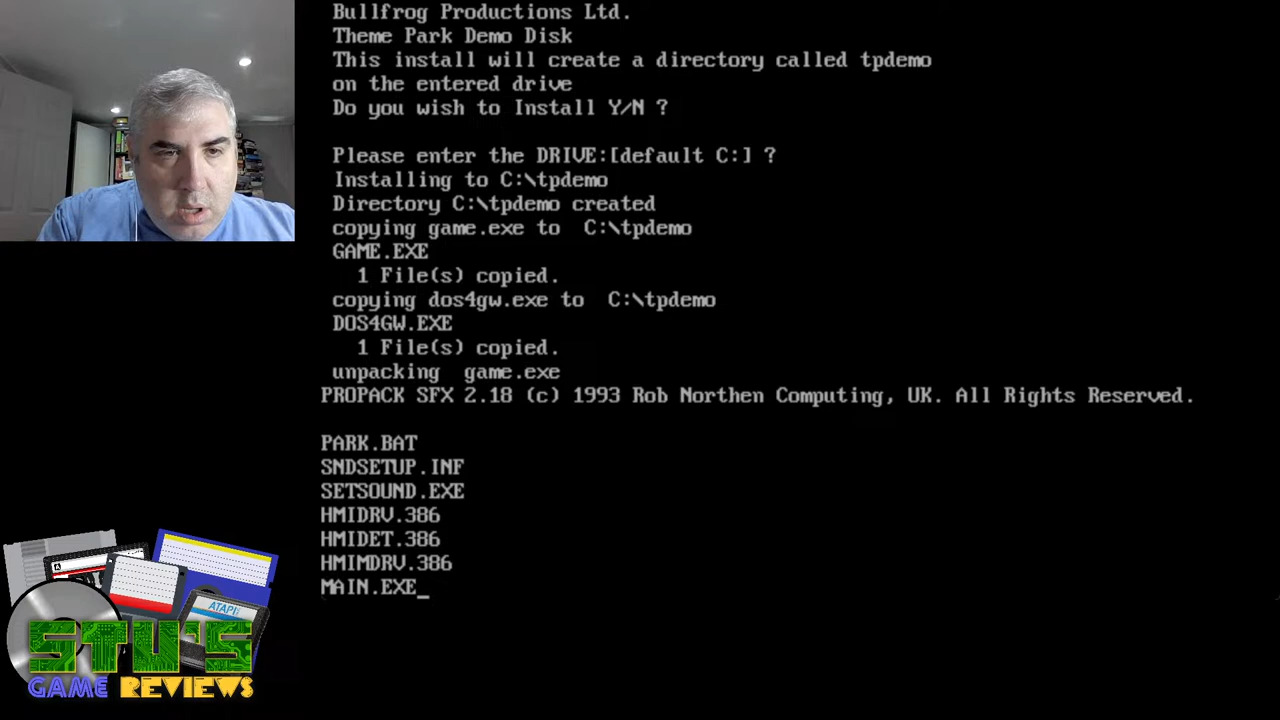 Bullfrog Productions Ltd.
Theme Park Demo Disk
This install will create a directory called tpdemo
on the entered drive
Do you wish to Install Y/N ?
Please enter the DRIVE:[default C:] ?
Installing to C:\tpdemo
Directory C:\tpdemo created
copying game.exe to  C:\tpdemo
GAME.EXE
1 File(s) copied.
copying dos4gw.exe to  C:\tpdemo
DOS4GW.EXE
1 File(s) copied.
unpacking  game.exe
PROPACK SFX 2.18 (c) 1993 Rob Northen Computing, UK. All Rights Reserved.
PARK.BAT
SNDSETUP.INF
SETSOUND.EXE
HMIDRV.386
HMIDET.386
HMIMDRV.386
MAIN.EXE_
ATAPI
STU'S
GAME REVIEWS